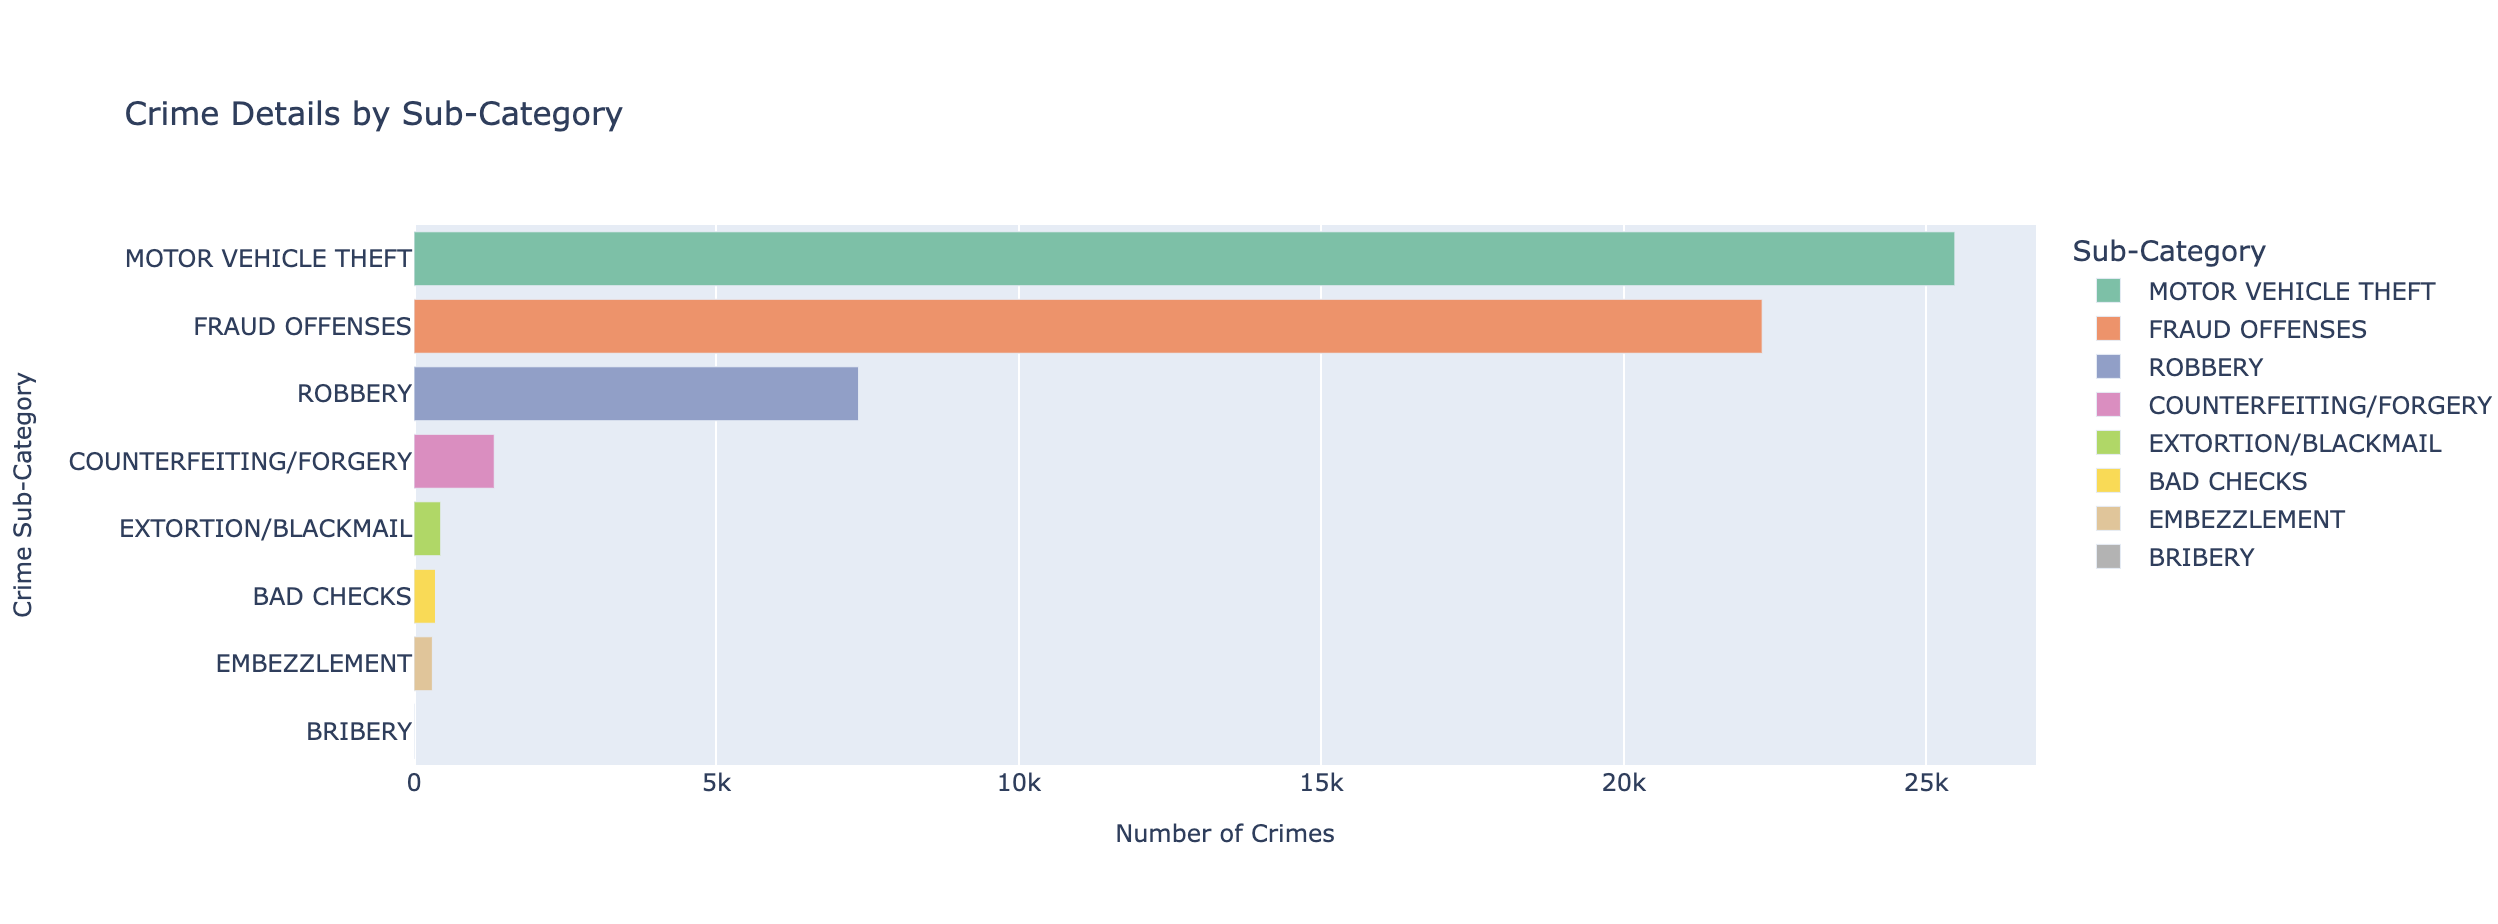 Crime Details by Sub-Category
Crime Sub-Category
MOTOR VEHICLE THEFT
FRAUD OFFENSES
ROBBERY
COUNTERFEITING/FORGERY
EXTORTION/BLACKMAIL
BAD CHECKS
EMBEZZLEMENT
BRIBERY
0 5k 10k 15k 20k 25k
Number of Crimes
Sub-Category
MOTOR VEHICLE THEFT
FRAUD OFFENSES
ROBBERY
COUNTERFEITING/FORGERY
EXTORTION/BLACKMAIL
BAD CHECKS
EMBEZZLEMENT
BRIBERY